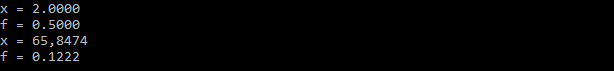 x = 2.0000
f = 0.5000
x = 65,8474
f = 0.1222